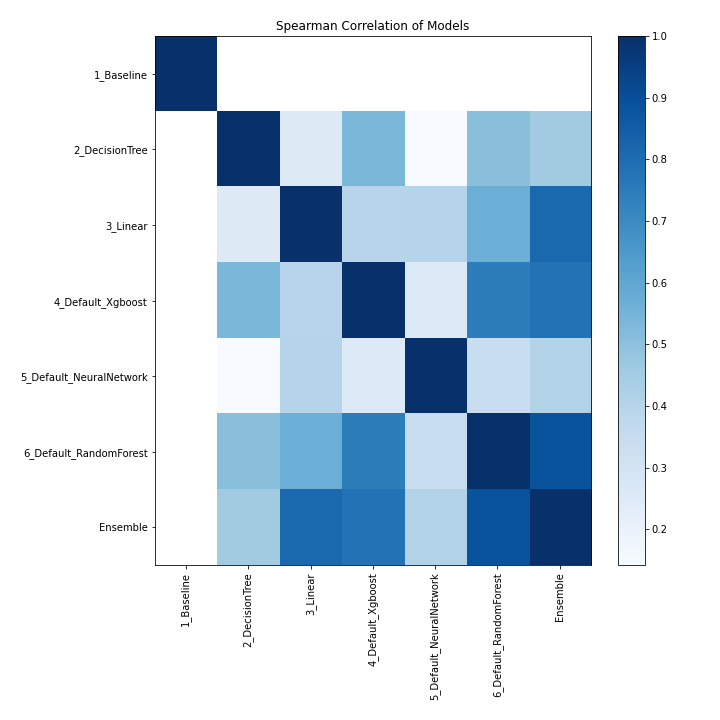 Spearman Correlation of Models
1_Baseline
2_DecisionTree
3_Linear
4_Default_Xgboost
5_Default_NeuralNetwork
6_Default_RandomForest
Ensemble
1_Baseline
2_DecisionTree
3_Linear
4_Default_Xgboost
5_Default_NeuralNetwork
6_Default_RandomForest
Ensemble
1.0
0.9
0.8
0.7
0.6
0.5
0.4
0.3
0.2